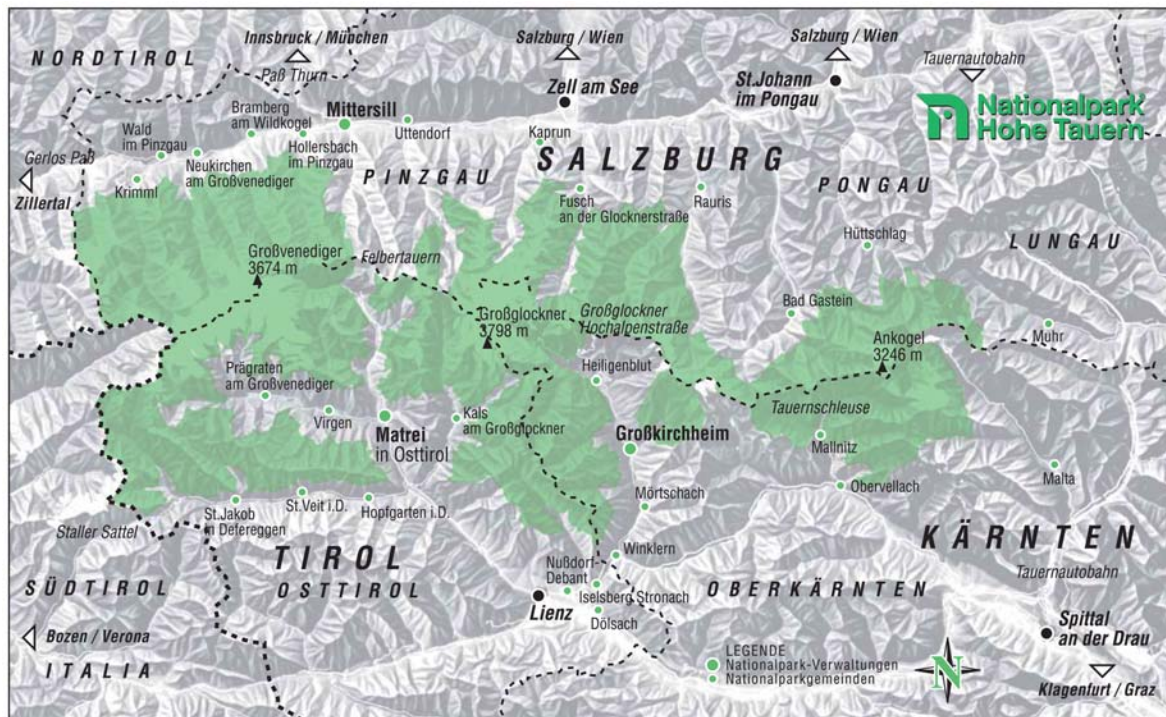 Innsbruck / München
Salzburg / Wien
Salzburg / Wien
NORDTIROL
Paß Thurn
Tauernautobahn
Zell am See
St.Johann
im Pongau
Nationalpark
Hohe Tauern
Bramberg
am Wildkogel
Mittersill
Uttendorf
Wald
im Pinzgau
Kaprun
Hollersbach
im Pinzgau
Gerlos Paß
Neukirchen
am Großvenediger
SALZBURG
PINZGAU
PONGAU
Krimml
Zillertal
Fusch
an der Glocknerstraße
Rauris
Hüttschlag
LUNGAU
Großvenediger
3674 m
Felbertauern
Bad Gastein
Großglockner
3798 m
Großglockner
Hochalpenstraße
Ankogel
3246 m
Muhr
Prägraten
am Großvenediger
Heiligenblut
Tauernschleuse
Virgen
Matrei
in Osttirol
Kals
am Großglockner
Großkirchheim
Mallnitz
Malta
Obervellach
St.Jakob
in Defereggen
St.Veit i.D.
Hopfgarten i.D.
Mörtschach
Staller Sattel
TIROL
OSTTIROL
KÄRNTEN
Winklern
Tauernautobahn
Nußdorf-
Debant
SÜDTIROL
OBERKÄRNTEN
Iselsberg Stronach
Lienz
Dölsach
Spittal
an der Drau
Bozen / Verona
ITALIA
LEGENDE
Nationalpark-Verwaltungen
Nationalparkgemeinden
N
Klagenfurt / Graz